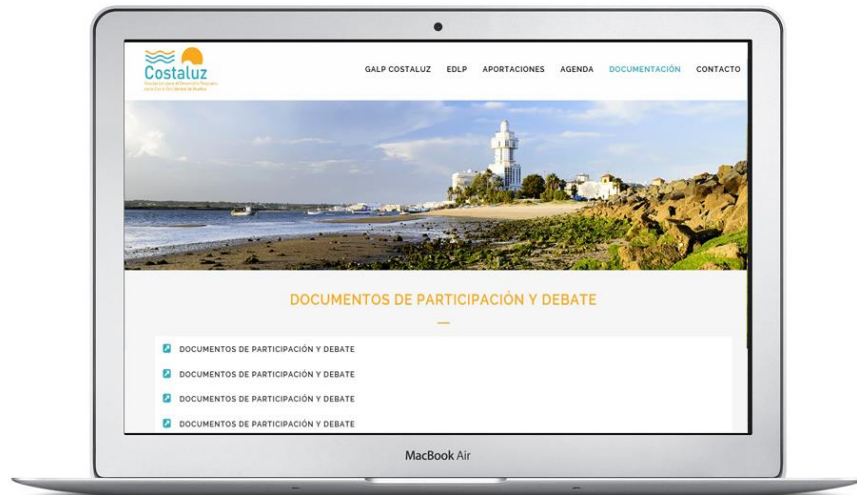 Costaluz
GALP COSTALUZ EDLP APORTACIONES AGENDA DOCUMENTACIÓN CONTACTO
DOCUMENTOS DE PARTICIPACIÓN Y DEBATE
DOCUMENTOS DE PARTICIPACIÓN Y DEBATE
DOCUMENTOS DE PARTICIPACIÓN Y DEBATE
DOCUMENTOS DE PARTICIPACIÓN Y DEBATE
DOCUMENTOS DE PARTICIPACIÓN Y DEBATE
MacBook Air